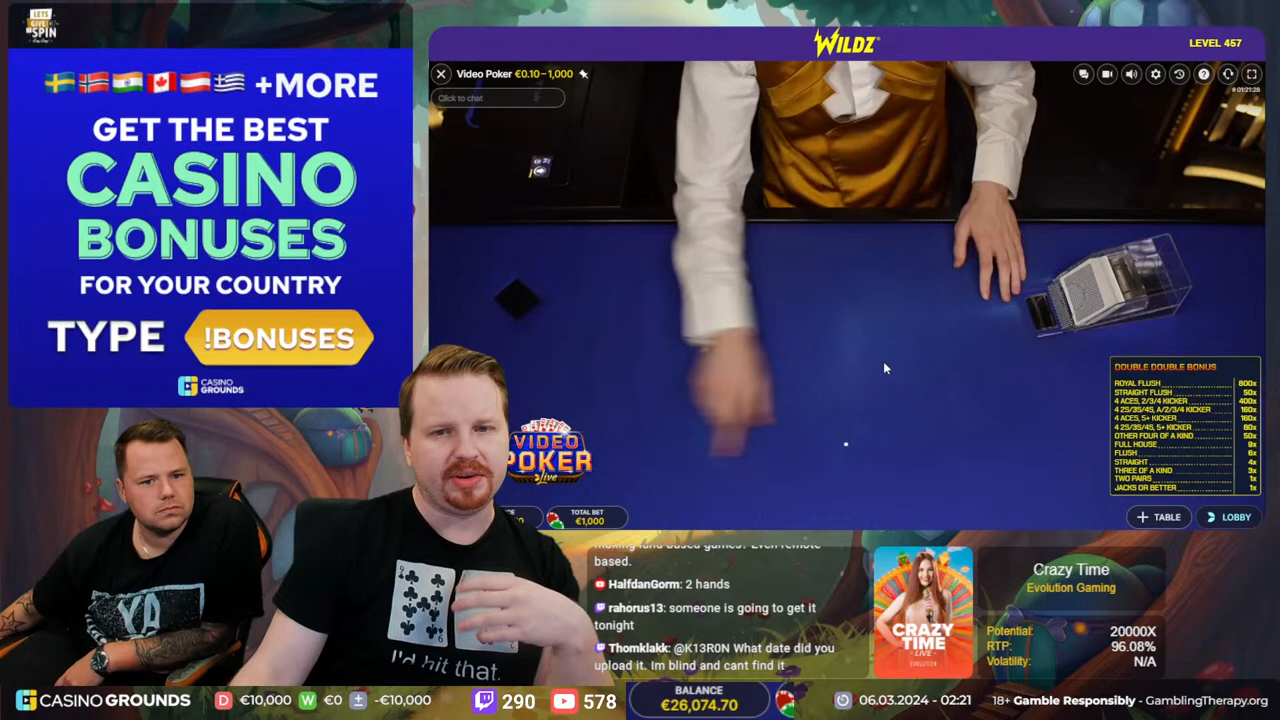 LETS
GIVE IT A
SPIN
+MORE
GET THE BEST
CASINO
BONUSES
FOR YOUR COUNTRY
TYPE !BONUSES
CASINO
GROUNDS
WILDZ
LEVEL 457
Video Poker €0.10–1,000
Click to chat
# 01:21:28
DOUBLE DOUBLE BONUS
ROYAL FLUSH 800x
STRAIGHT FLUSH 50x
4 ACES, 2/3/4 KICKER 400x
4 2S/3S/4S, A/2/3/4 KICKER 160x
4 ACES, 5+ KICKER 160x
4 2S/3S/4S, 5+ KICKER 80x
OTHER FOUR OF A KIND 50x
FULL HOUSE 9x
FLUSH 6x
STRAIGHT 4x
THREE OF A KIND 3x
TWO PAIRS 1x
JACKS OR BETTER 1x
VIDEO
POKER
live
TOTAL BET
€1,000
+ TABLE
LOBBY
I'd hit that.
based.
HalfdanGorm: 2 hands
rahorus13: someone is going to get it
tonight
Thomklakk: @K13R0N What date did you
upload it. Im blind and cant find it
CRAZY
TIME
LIVE
EVOLUTION
Crazy Time
Evolution Gaming
Potential: 20000X
RTP: 96.08%
Volatility: N/A
CASINO GROUNDS
D €10,000 W €0 ± -€10,000
290
578
BALANCE
€26,074.70
06.03.2024 - 02:21
18+ Gamble Responsibly - GamblingTherapy.org